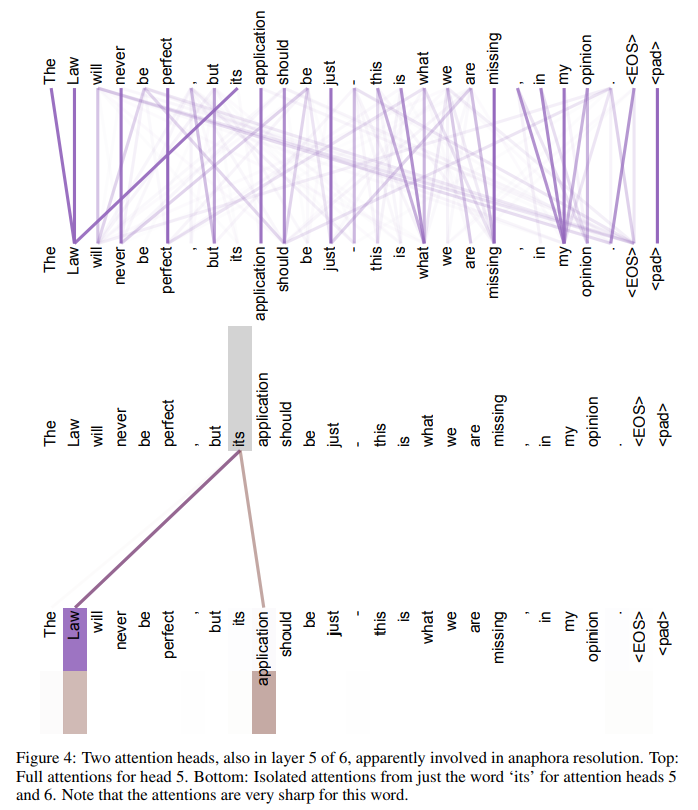 The Law will never be perfect , but its application should be just - this is what we are missing , in my opinion . <EOS> <pad>
The Law will never be perfect , but its application should be just - this is what we are missing , in my opinion . <EOS> <pad>
The Law will never be perfect , but its application should be just - this is what we are missing , in my opinion . <EOS> <pad>
The Law will never be perfect , but its application should be just - this is what we are missing , in my opinion . <EOS> <pad>
Figure 4: Two attention heads, also in layer 5 of 6, apparently involved in anaphora resolution. Top:
Full attentions for head 5. Bottom: Isolated attentions from just the word ‘its’ for attention heads 5
and 6. Note that the attentions are very sharp for this word.